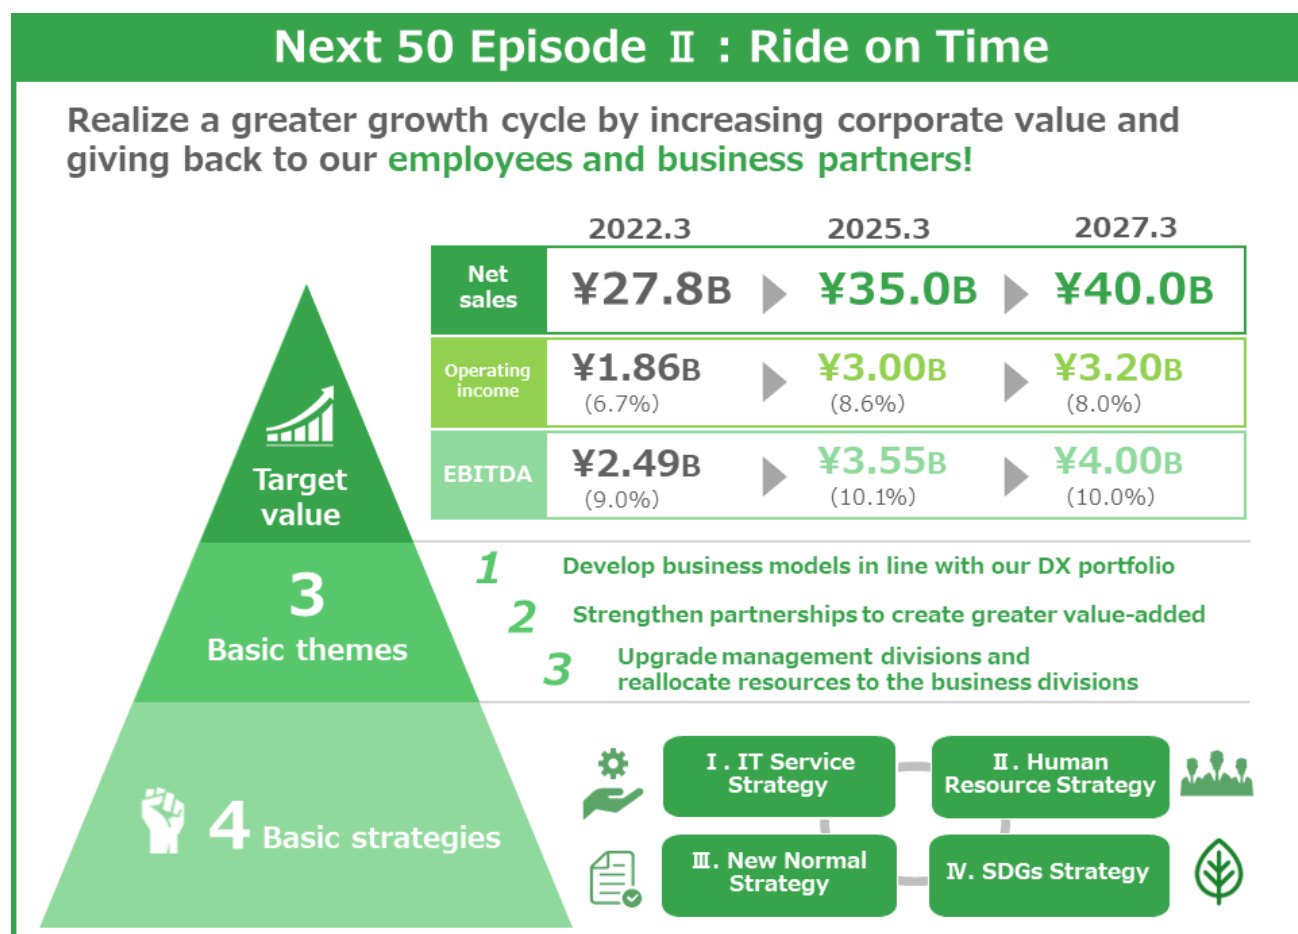 Next 50 Episode Ⅱ : Ride on Time
Realize a greater growth cycle by increasing corporate value and
giving back to our employees and business partners!
2022.3 2025.3 2027.3
Net
sales
¥27.8B ¥35.0B ¥40.0B
Operating
income
¥1.86B ¥3.00B ¥3.20B
(6.7%) (8.6%) (8.0%)
EBITDA
¥2.49B ¥3.55B ¥4.00B
(9.0%) (10.1%) (10.0%)
Target
value
3
Basic themes
1 Develop business models in line with our DX portfolio
2 Strengthen partnerships to create greater value-added
3 Upgrade management divisions and
reallocate resources to the business divisions
4 Basic strategies
Ⅰ. IT Service
Strategy
Ⅱ. Human
Resource Strategy
Ⅲ. New Normal
Strategy
Ⅳ. SDGs Strategy